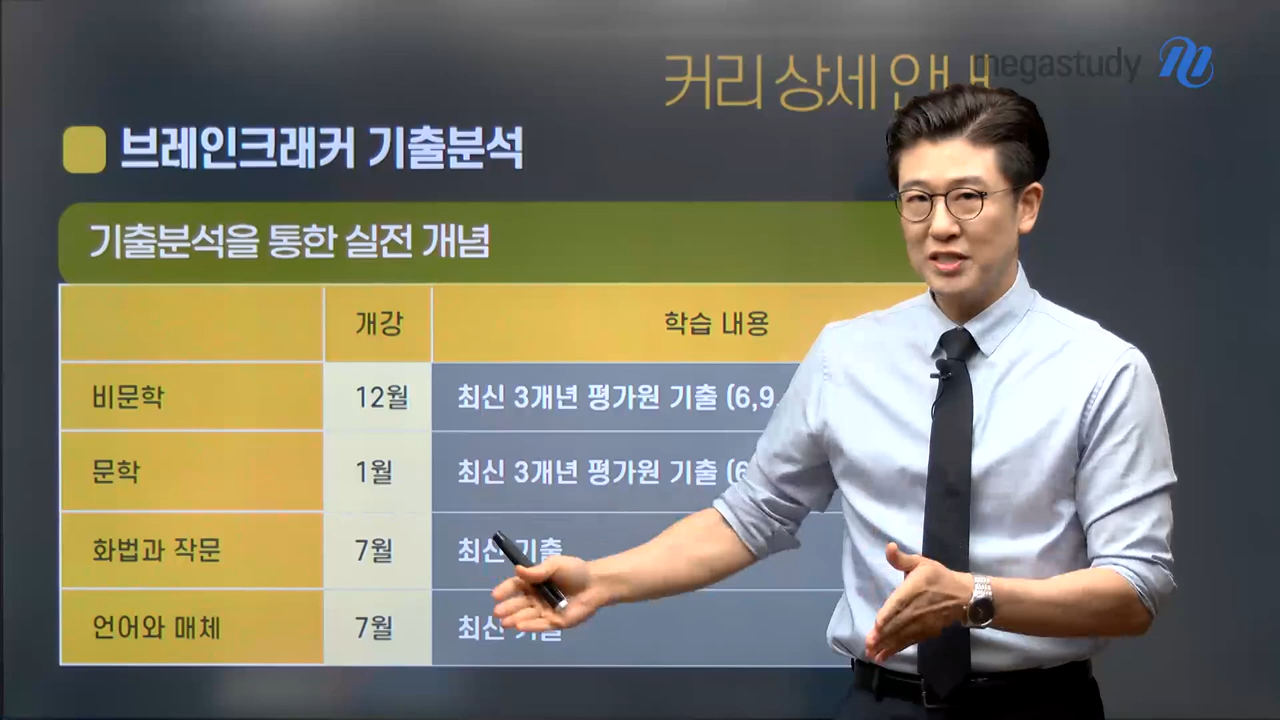 커리 상세 안내
megastudy
브레인크래커 기출분석
기출분석을 통한 실전 개념
개강 학습 내용
비문학 12월 최신 3개년 평가원 기출 (6,9,
문학 1월 최신 3개년 평가원 기출 (6
화법과 작문 7월 최신 기출
언어와 매체 7월 최신 기출